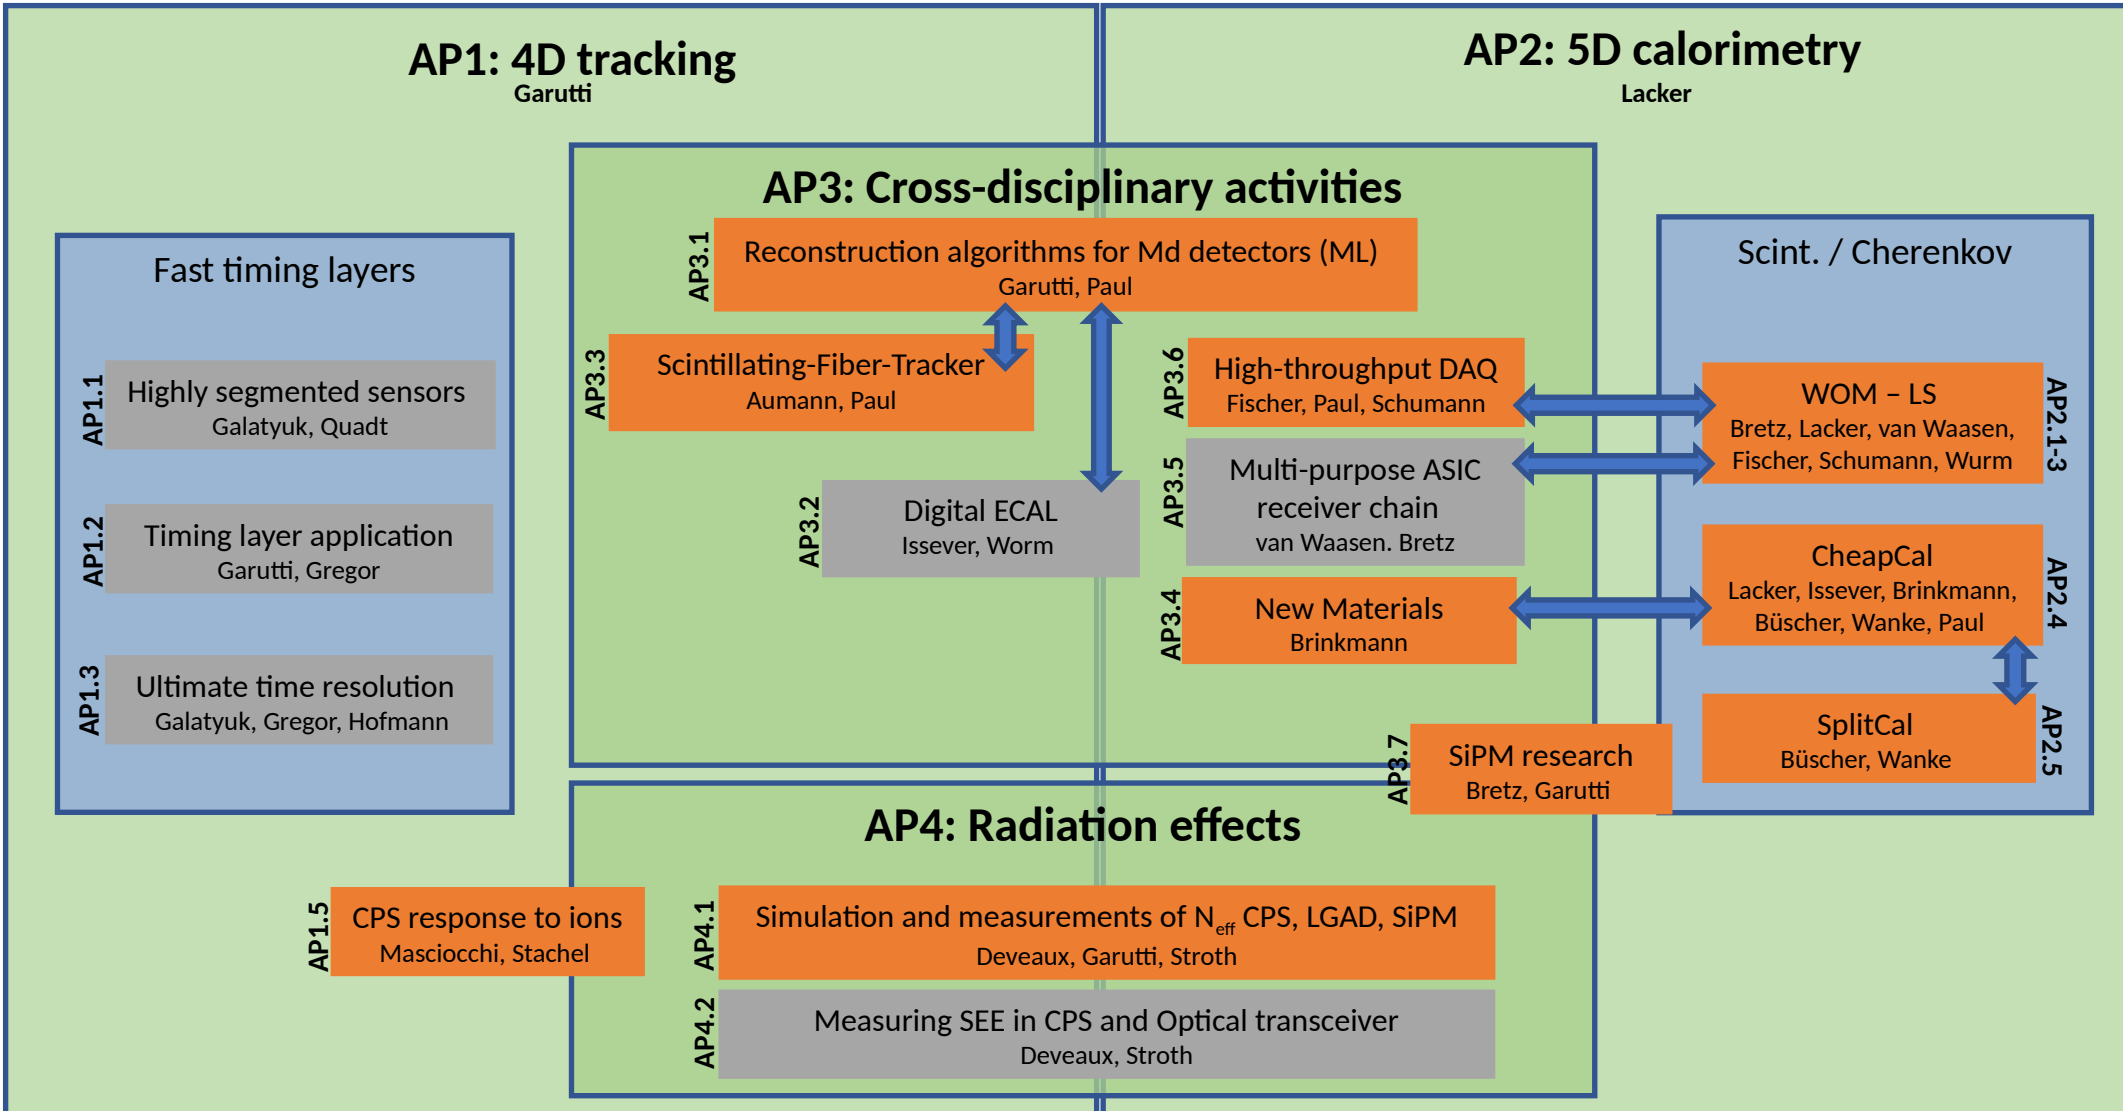 AP1: 4D tracking
Garutti
AP2: 5D calorimetry
Lacker
AP3: Cross-disciplinary activities
AP3.1
Reconstruction algorithms for Md detectors (ML)
Garutti, Paul
Fast timing layers
AP1.1
Highly segmented sensors
Galatyuk, Quadt
AP1.2
Timing layer application
Garutti, Gregor
AP1.3
Ultimate time resolution
Galatyuk, Gregor, Hofmann
AP3.3
Scintillating-Fiber-Tracker
Aumann, Paul
AP3.2
Digital ECAL
Issever, Worm
AP3.6
High-throughput DAQ
Fischer, Paul, Schumann
AP3.5
Multi-purpose ASIC
receiver chain
van Waasen. Bretz
AP3.4
New Materials
Brinkmann
Scint. / Cherenkov
WOM – LS
Bretz, Lacker, van Waasen,
Fischer, Schumann, Wurm
AP2.1-3
CheapCal
Lacker, Issever, Brinkmann,
Büscher, Wanke, Paul
AP2.4
SplitCal
Büscher, Wanke
AP2.5
AP3.7
SiPM research
Bretz, Garutti
AP4: Radiation effects
AP1.5
CPS response to ions
Masciocchi, Stachel
AP4.1
Simulation and measurements of Neff CPS, LGAD, SiPM
Deveaux, Garutti, Stroth
AP4.2
Measuring SEE in CPS and Optical transceiver
Deveaux, Stroth